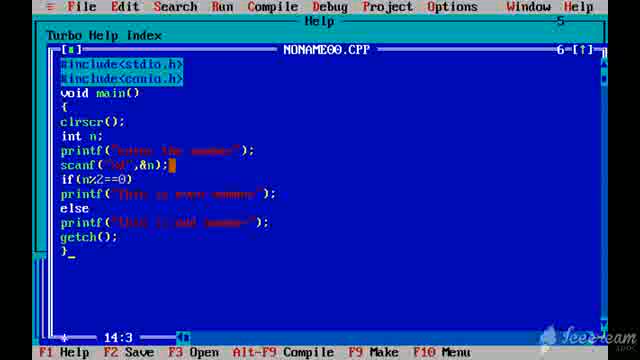 ≡ File Edit Search Run Compile Debug Project Options Window Help
Help 5
Turbo Help Index
[■] NONAME00.CPP 6=[↑]
#include<stdio.h>
#include<conio.h>
void main()
{
clrscr();
int n;
printf("enter the number");
scanf("%d",&n);
if(n%2==0)
printf("this is even number");
else
printf("this is odd number");
getch();
}
14:3
F1 Help F2 Save F3 Open Alt-F9 Compile F9 Make F10 Menu